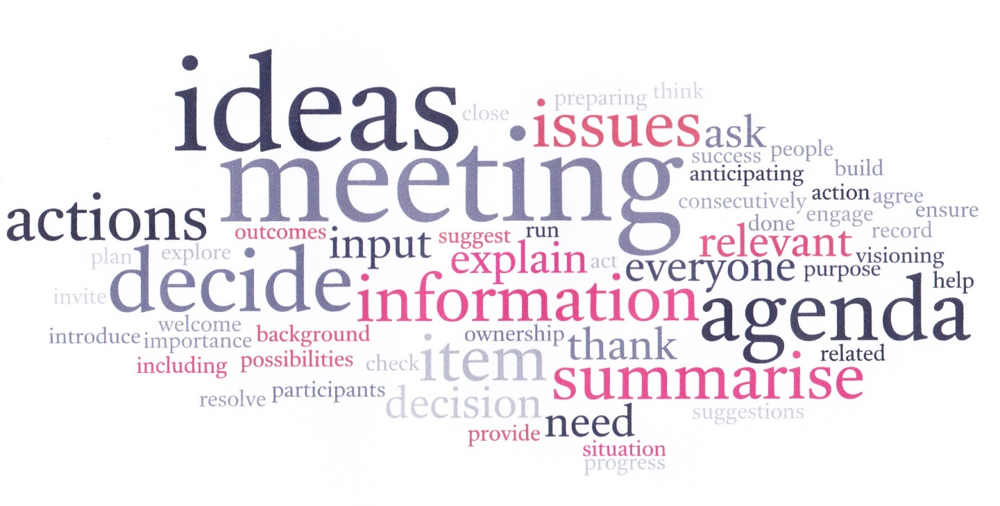 ideas
close
preparing
think
issues
ask
meeting
success
people
anticipating
build
actions
consecutively
action
agree
engage
ensure
outcomes
input
suggest
run
done
record
plan
explore
decide
explain
act
everyone
relevant
visioning
purpose
help
invite
information
agenda
introduce
welcome
importance
background
ownership
thank
related
including
possibilities
check
item
summarise
resolve
participants
decision
need
suggestions
provide
situation
progress